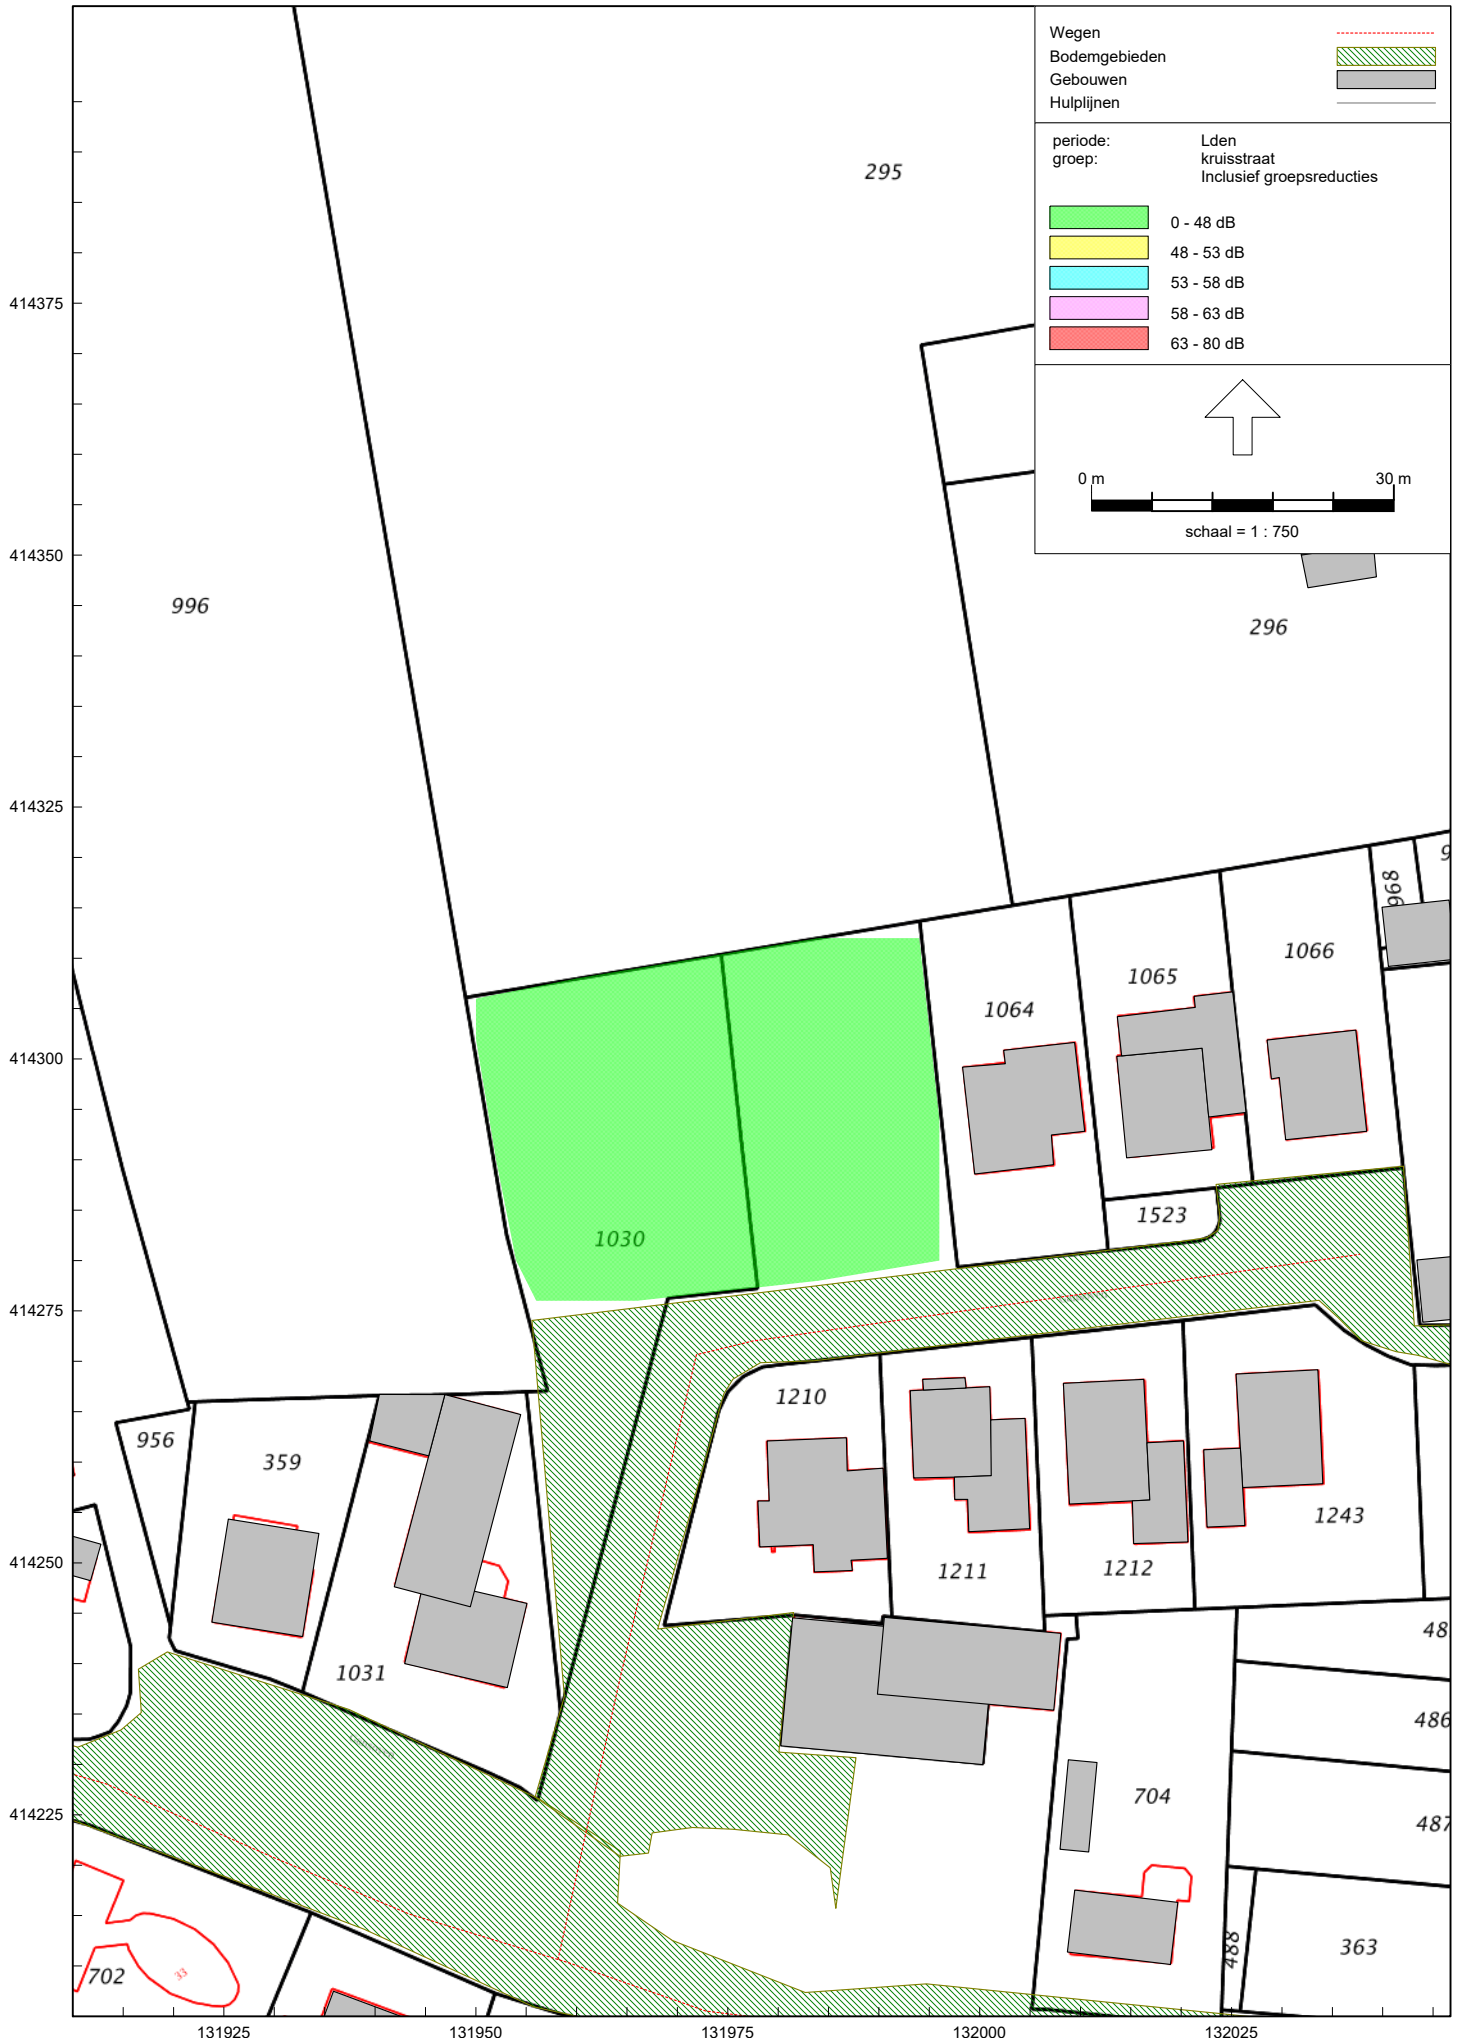 Wegen
Bodemgebieden
Gebouwen
Hulplijnen
periode: Lden
groep: kruisstraat
Inclusief groepsreducties
0 - 48 dB
48 - 53 dB
53 - 58 dB
58 - 63 dB
63 - 80 dB
0 m 30 m
schaal = 1 : 750
295
414375
414350
996
296
414325
9
968
1066
1065
1064
414300
1523
1030
414275
1210
956
359
1243
414250
1211
1212
48
1031
486
704
414225
487
488
363
702
33
131925 131950 131975 132000 132025